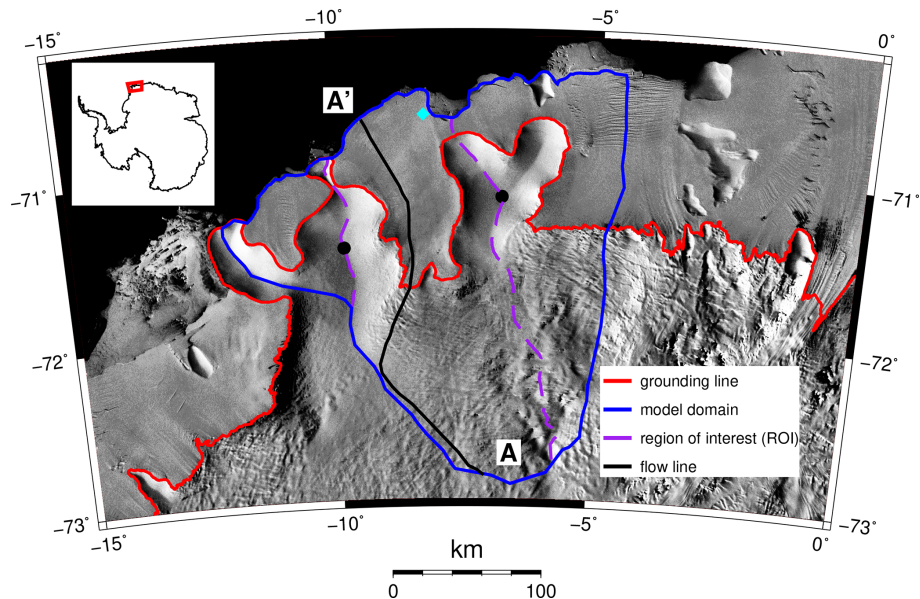 −10˚ −5˚
−15˚ 0˚
A'
−71˚ −71˚
−72˚ −72˚
grounding line
model domain
region of interest (ROI)
flow line
A
−73˚ −73˚
−15˚ −10˚ −5˚ 0˚
km
0 100